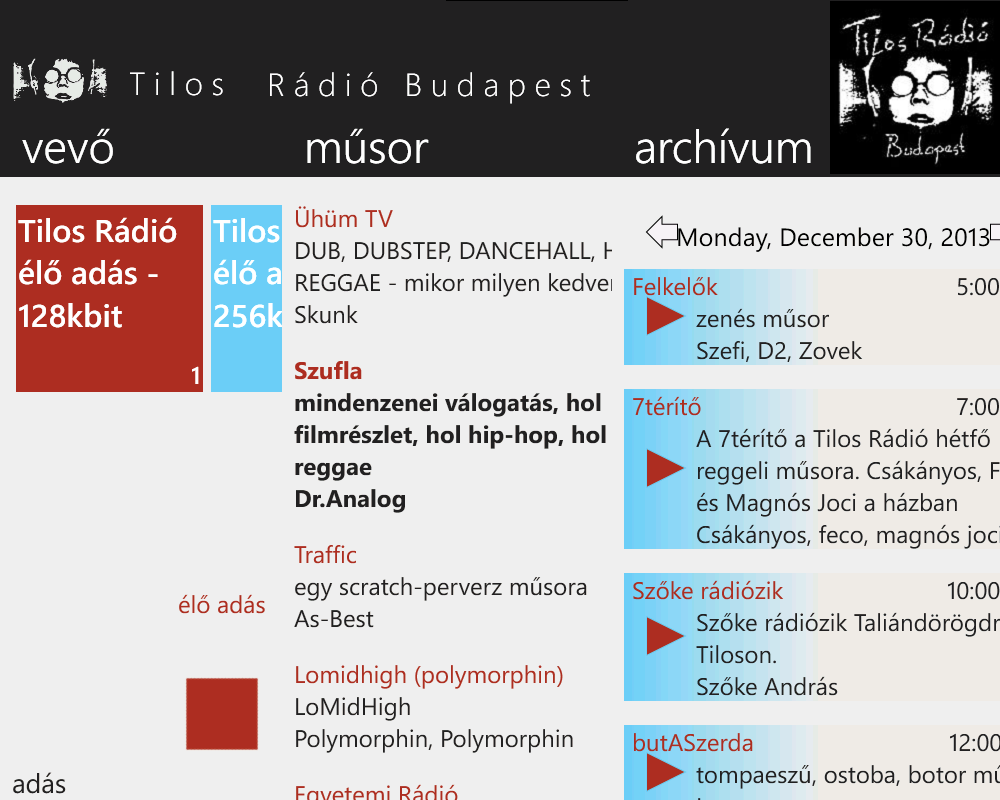 Tilos Rádió Budapest
Tilos Rádió
Budapest
vevő
műsor
archívum
Tilos Rádió
élő adás -
128kbit
1
Tilos
élő a
256k
élő adás
adás
Ühüm TV
DUB, DUBSTEP, DANCEHALL, H
REGGAE - mikor milyen kedve
Skunk
Szufla
mindenzenei válogatás, hol
filmrészlet, hol hip-hop, hol
reggae
Dr.Analog
Traffic
egy scratch-perverz műsora
As-Best
Lomidhigh (polymorphin)
LoMidHigh
Polymorphin, Polymorphin
Egyetemi Rádió
Monday, December 30, 2013
Felkelők 5:00
zenés műsor
Szefi, D2, Zovek
7térítő 7:00
A 7térítő a Tilos Rádió hétfő
reggeli műsora. Csákányos, F
és Magnós Joci a házban
Csákányos, feco, magnós joci
Szőke rádiózik 10:00
Szőke rádiózik Taliándörögdr
Tiloson.
Szőke András
butASzerda 12:00
tompaeszű, ostoba, botor mű